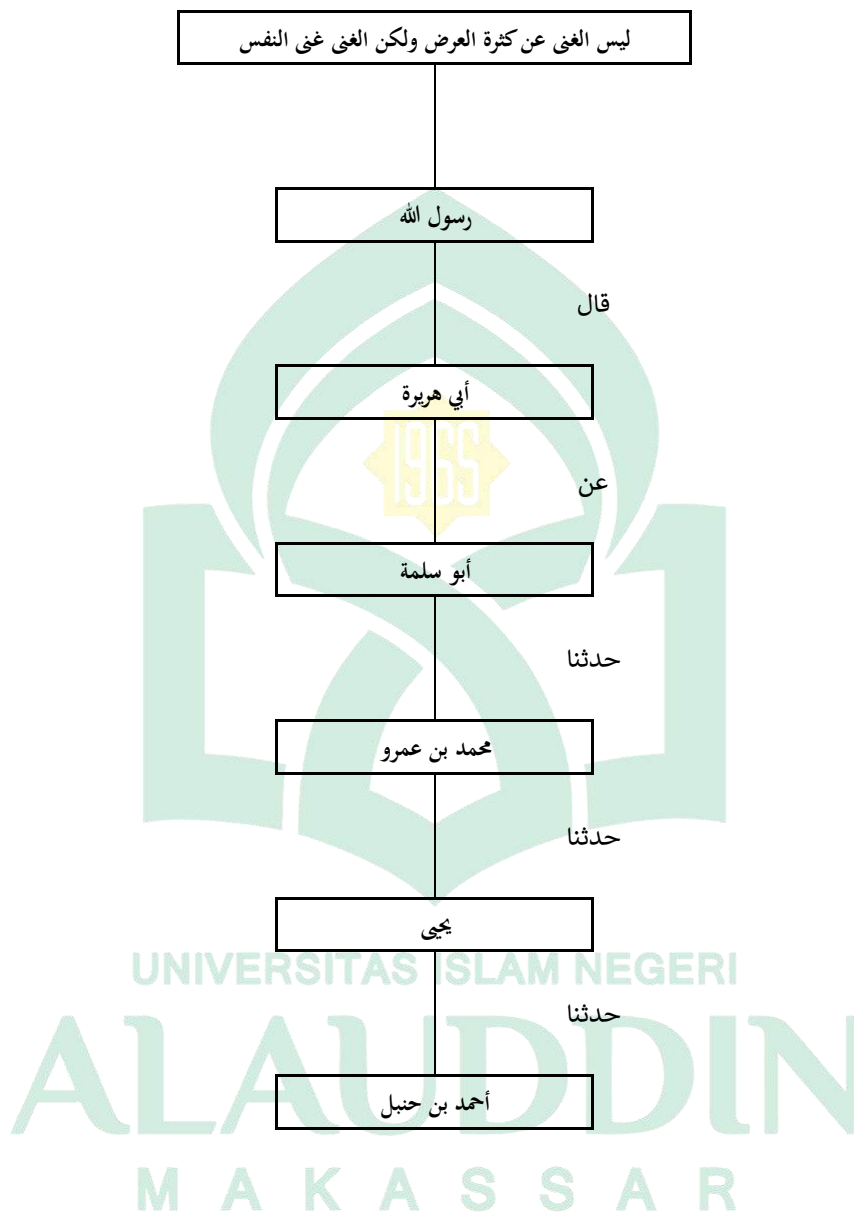 ليس الغنى عن كثرة العرض ولكن الغنى غنى النفس
رسول الله
قال
أبي هريرة
1965
عن
أبو سلمة
حدثنا
محمد بن عمرو
حدثنا
يحيى
UNIVERSITAS ISLAM NEGERI
حدثنا
ALAUDDIN
أحمد بن حنبل
MAKASSAR